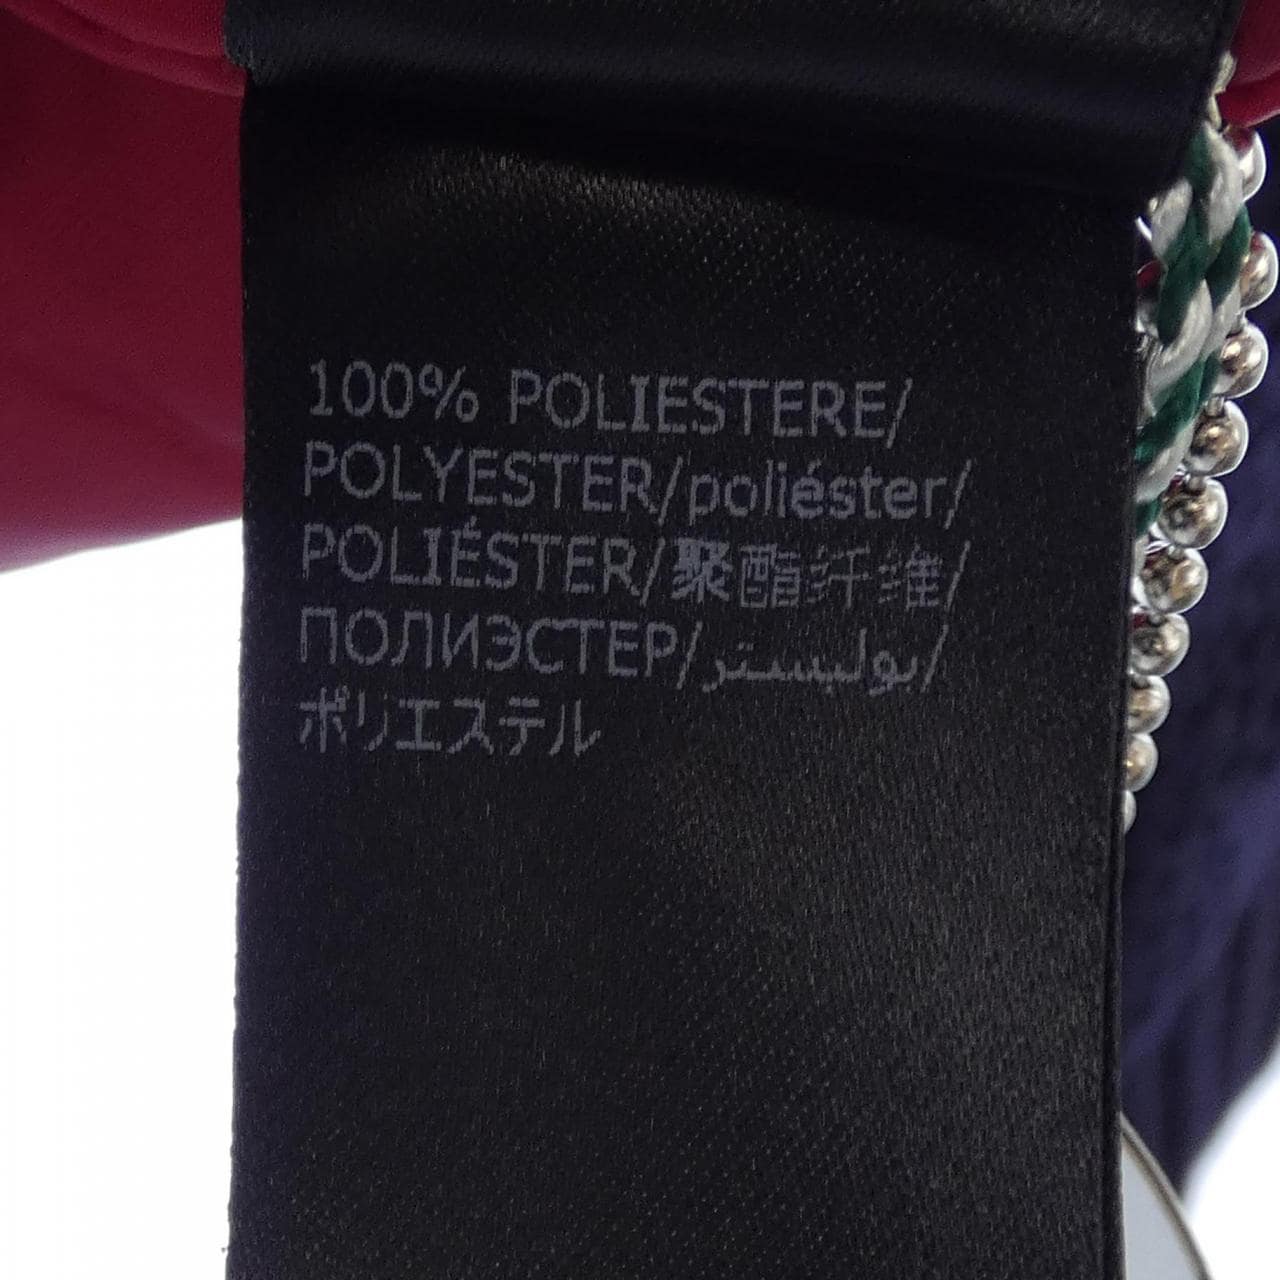 100% POLIESTERE/
POLYESTER/poliéster/
POLIÉSTER/聚酯纤维/
ПОЛИЭСТЕР/بوليستر/
ポリエステル